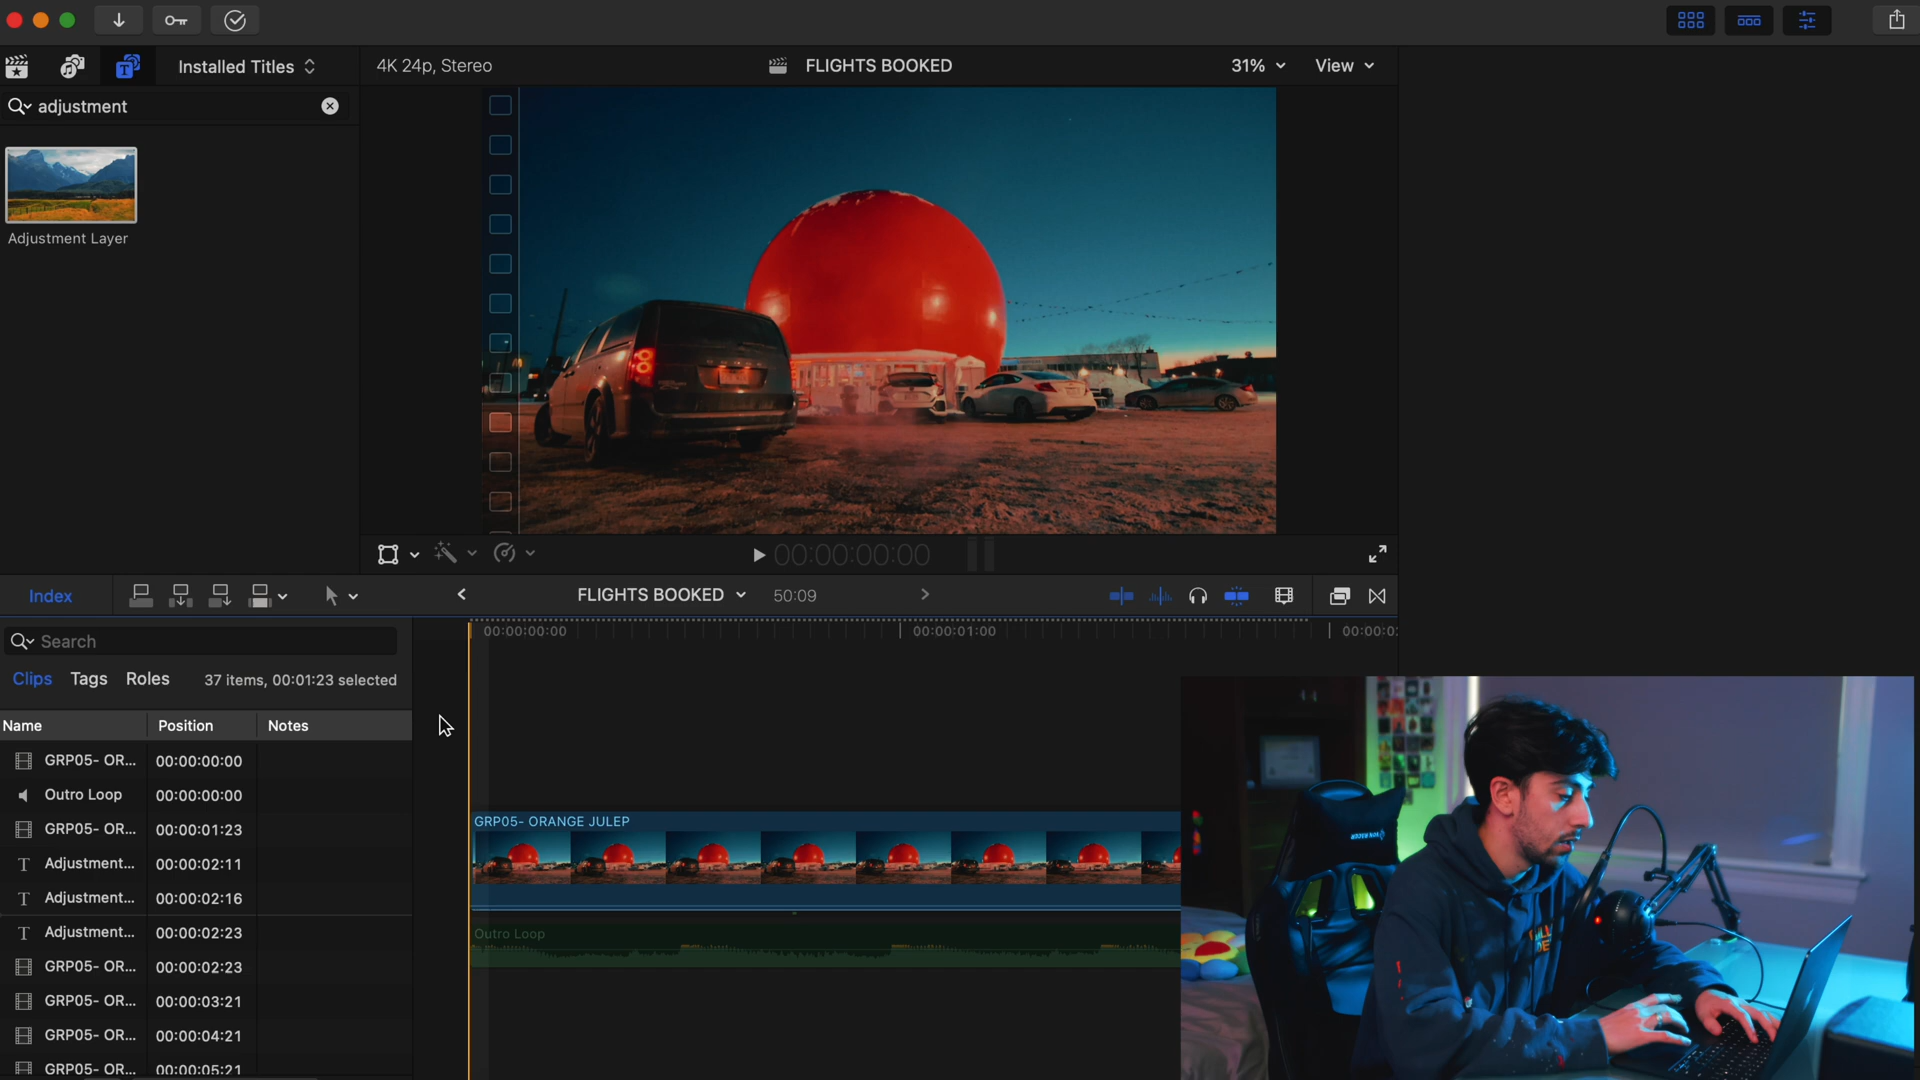 Installed Titles
4K 24p, Stereo
FLIGHTS BOOKED
31%
View
adjustment
Adjustment Layer
00:00:00:00
Index
FLIGHTS BOOKED
50:09
Search
00:00:00:00
00:00:01:00
00:00:0
Clips
Tags
Roles
37 items, 00:01:23 selected
Name
Position
Notes
GRP05- OR...
00:00:00:00
Outro Loop
00:00:00:00
GRP05- OR...
00:00:01:23
Adjustment...
00:00:02:11
Adjustment...
00:00:02:16
Adjustment...
00:00:02:23
GRP05- OR...
00:00:02:23
GRP05- OR...
00:00:03:21
GRP05- OR...
00:00:04:21
GRP05- OR...
00:00:05:21
GRP05- ORANGE JULEP
Outro Loop